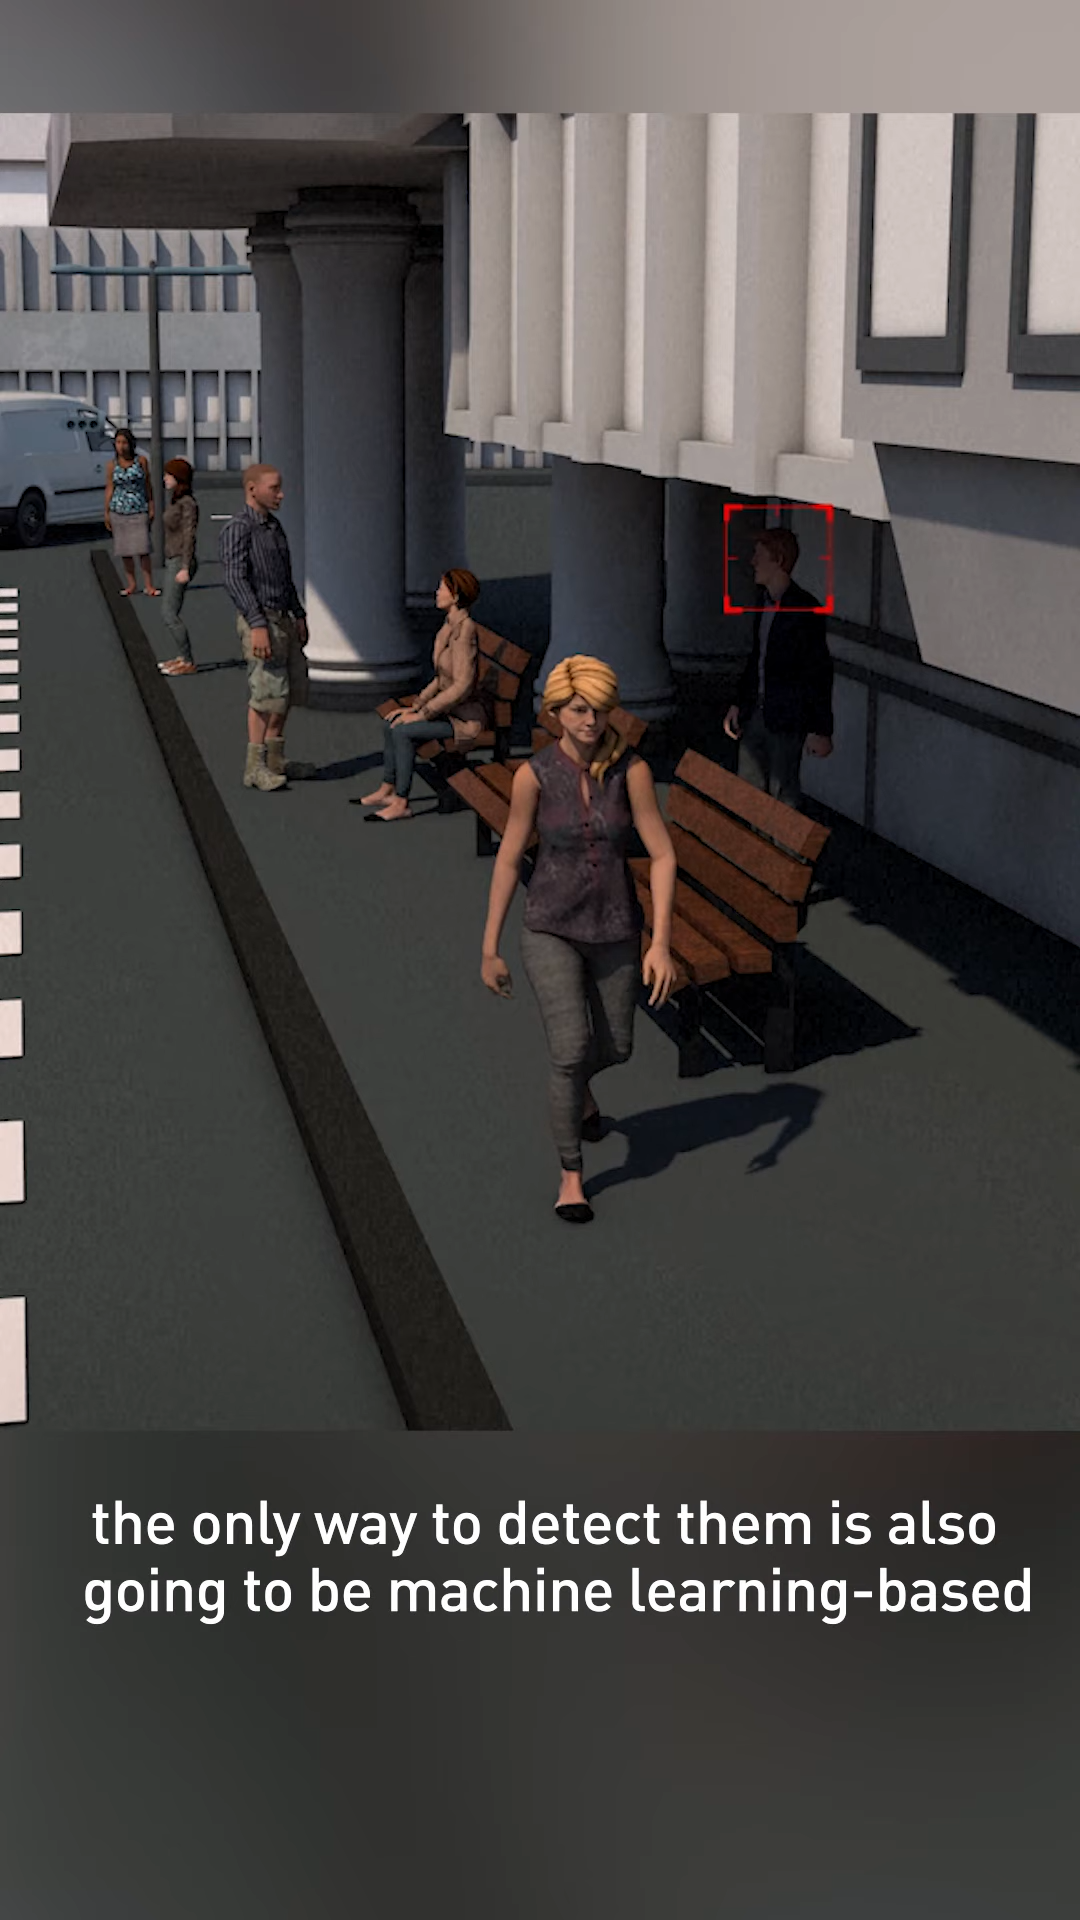 the only way to detect them is also
going to be machine learning-based